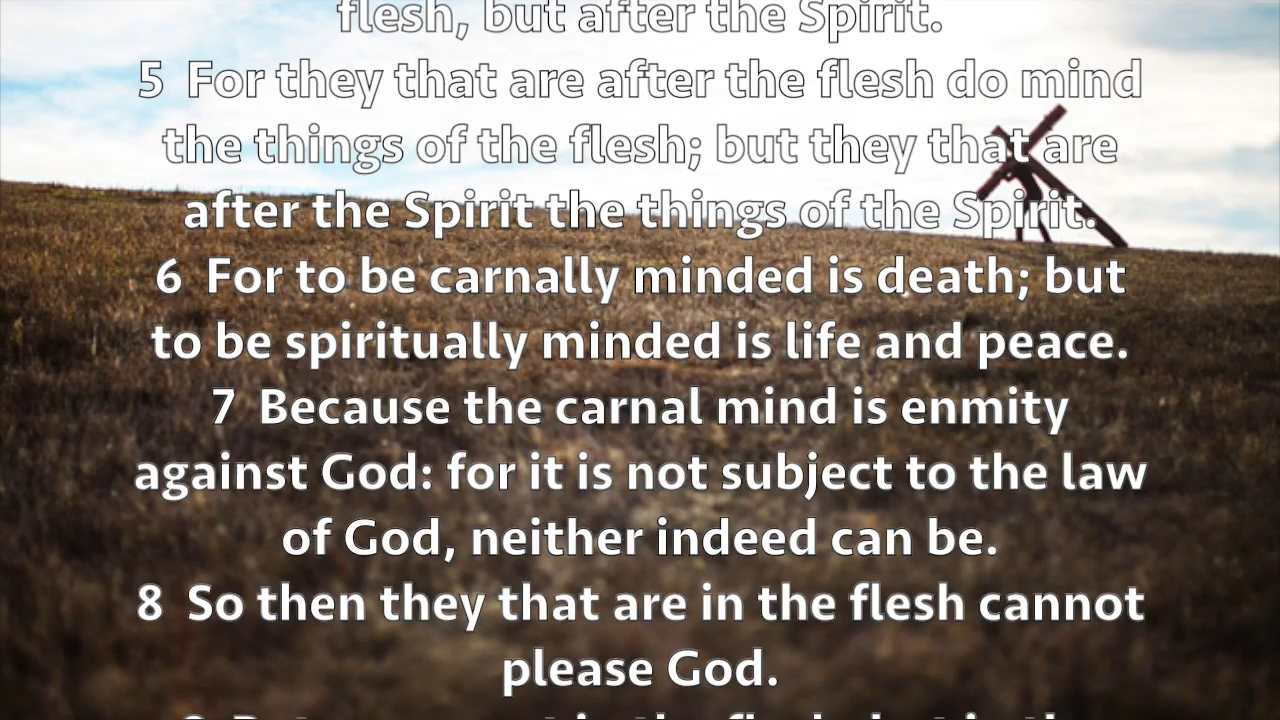 flesh, but after the Spirit.
5 For they that are after the flesh do mind
the things of the flesh; but they that are
after the Spirit the things of the Spirit.
6 For to be carnally minded is death; but
to be spiritually minded is life and peace.
7 Because the carnal mind is enmity
against God: for it is not subject to the law
of God, neither indeed can be.
8 So then they that are in the flesh cannot
please God.